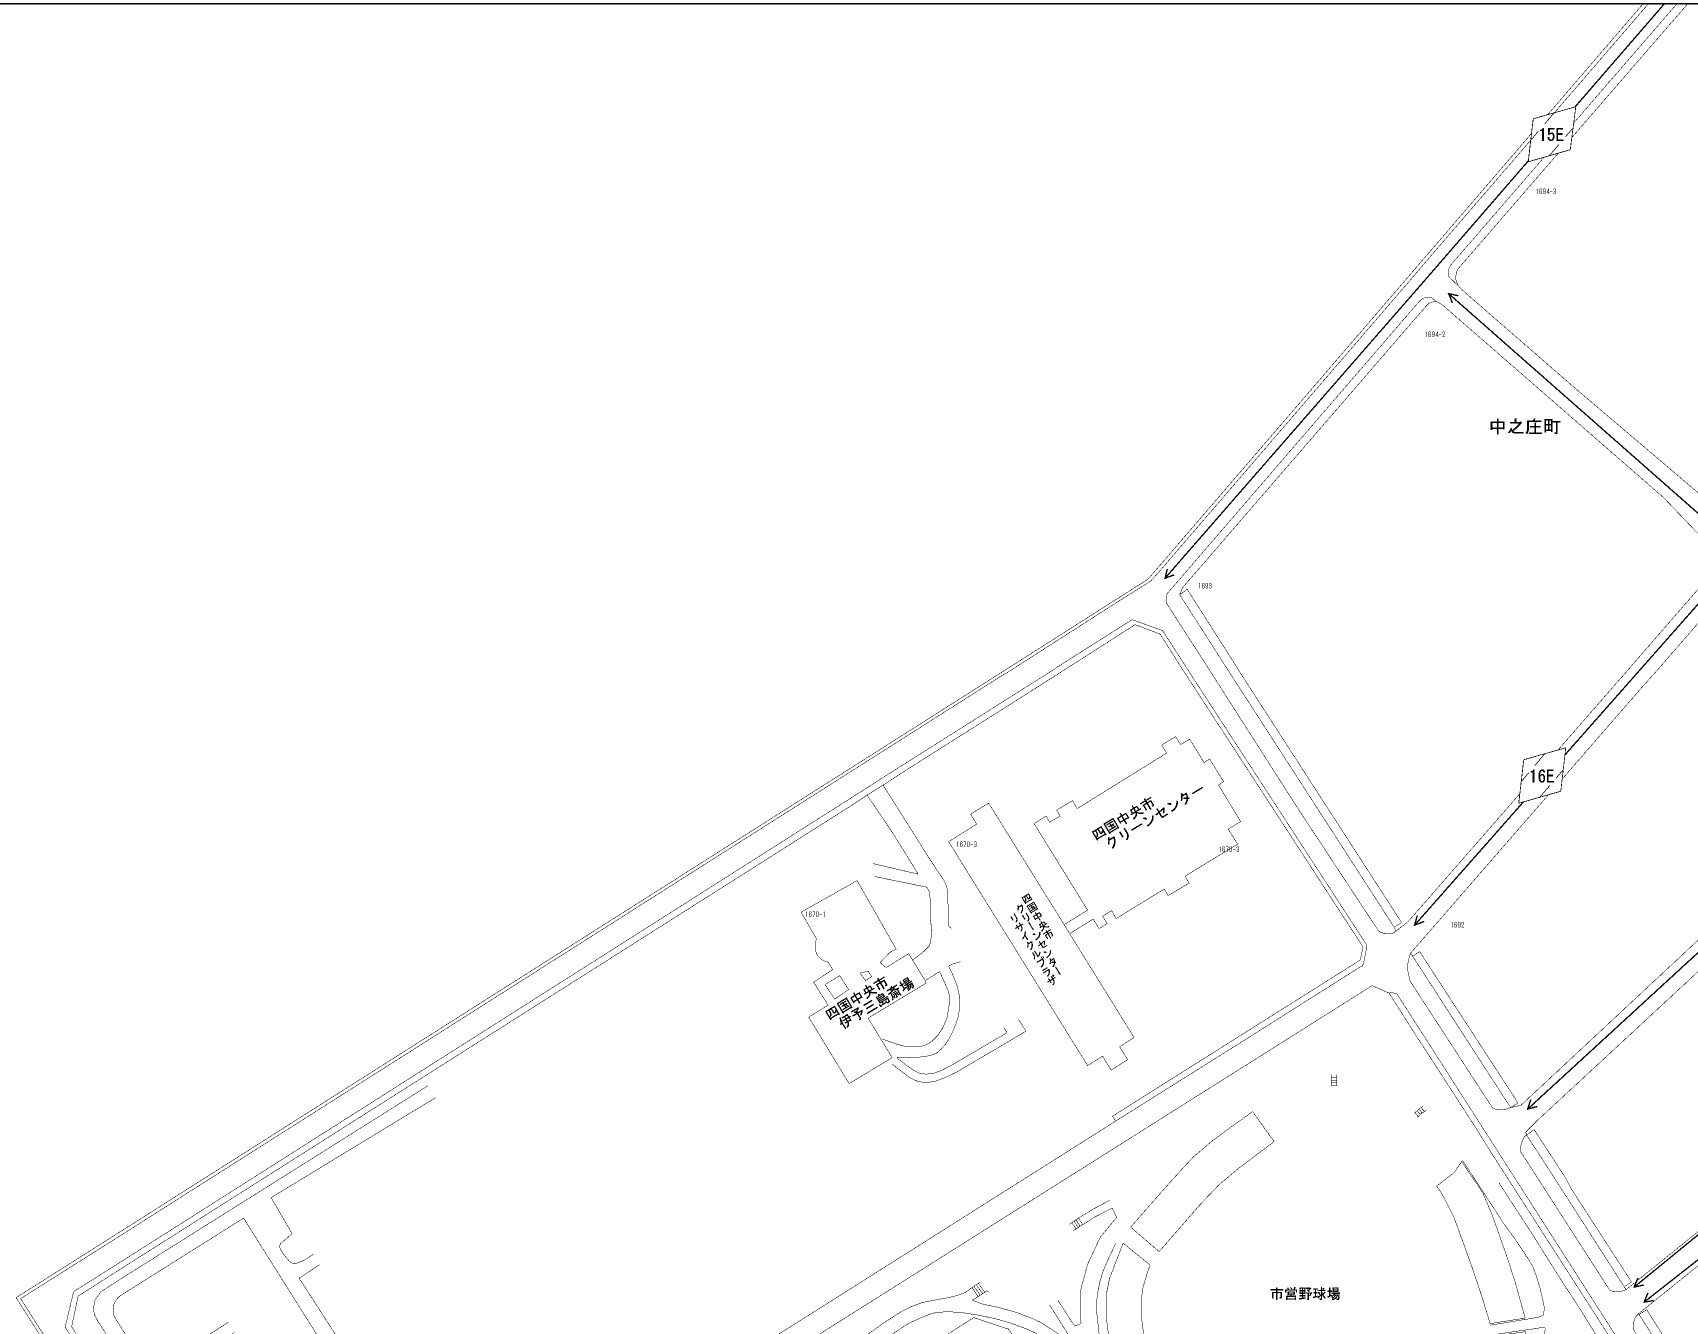 15E
1694-3
1694-2
中之庄町
1693
16E
四国中央市
クリーンセンター
1670-3
1670-3
四国中央市
クリーンセンター
リサイクルプラザ
1670-1
1692
四国中央市
伊予三島斎場
市営野球場